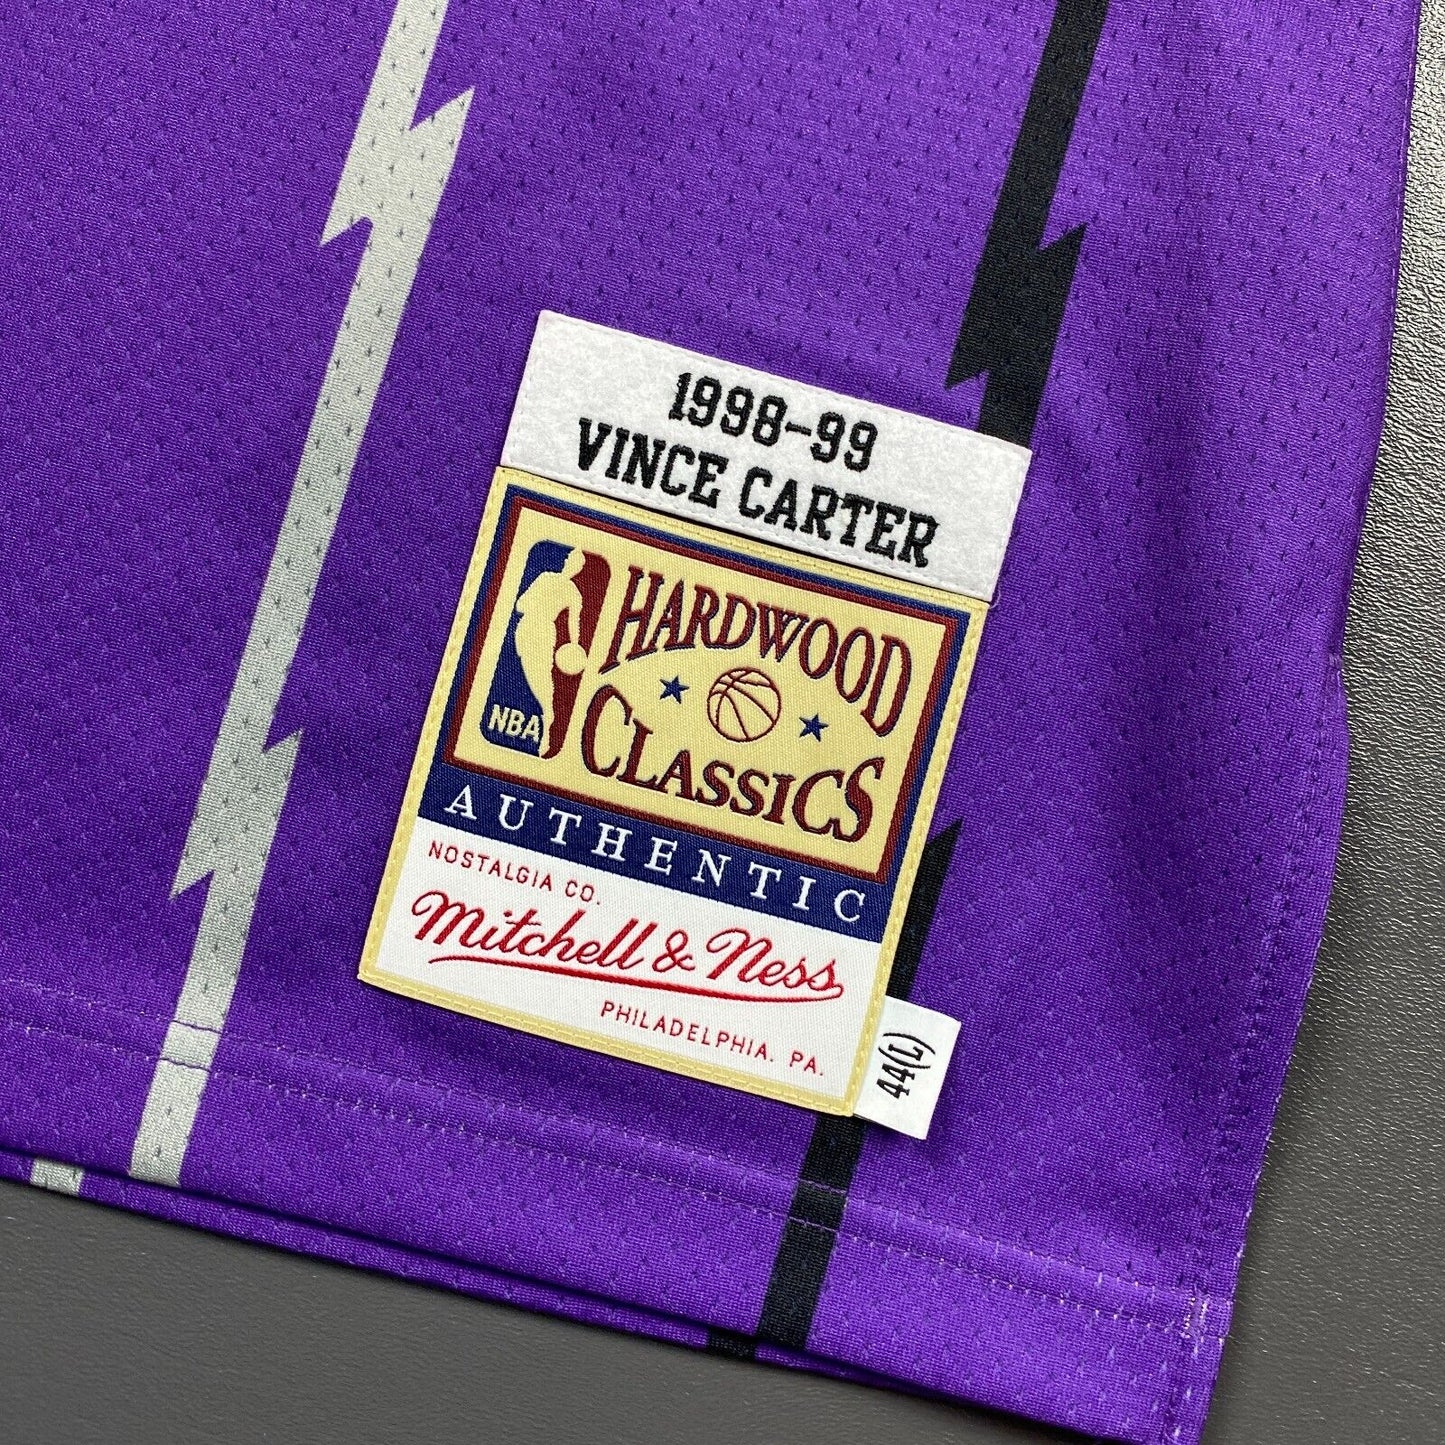 1998-99
VINCE CARTER
NBA
HARDWOOD
CLASSICS
AUTHENTIC
NOSTALGIA CO.
Mitchell & Ness
PHILADELPHIA. PA.
44(L)